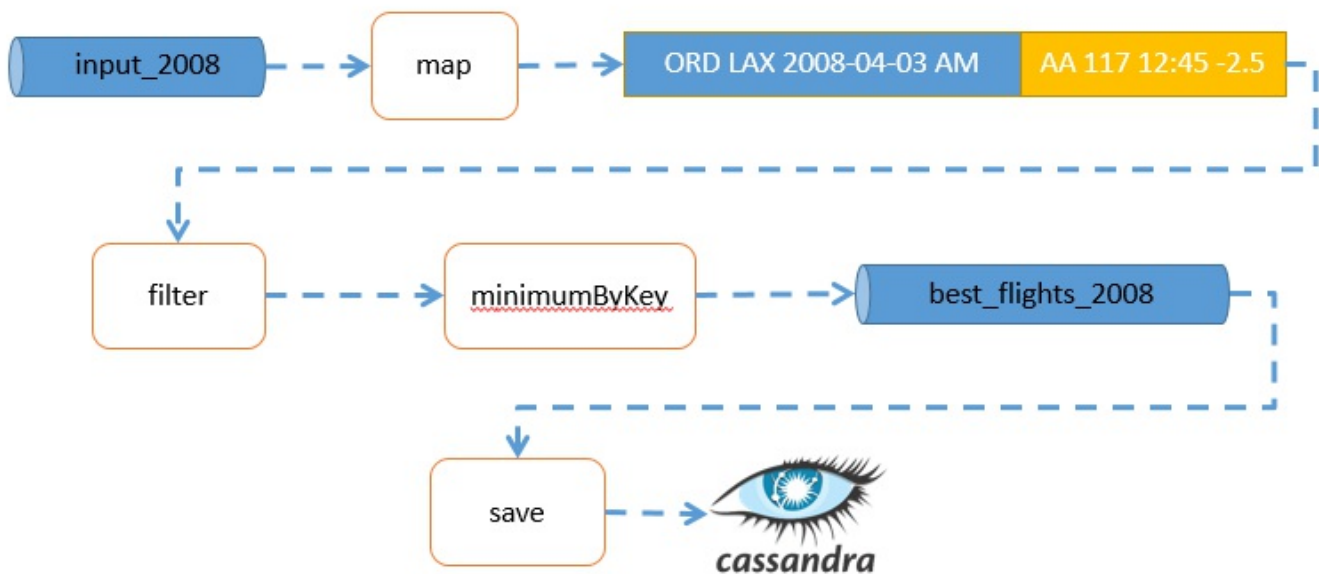 input_2008
map
ORD LAX 2008-04-03 AM
AA 117 12:45 -2.5
filter
minimumByKey
best_flights_2008
save
cassandra